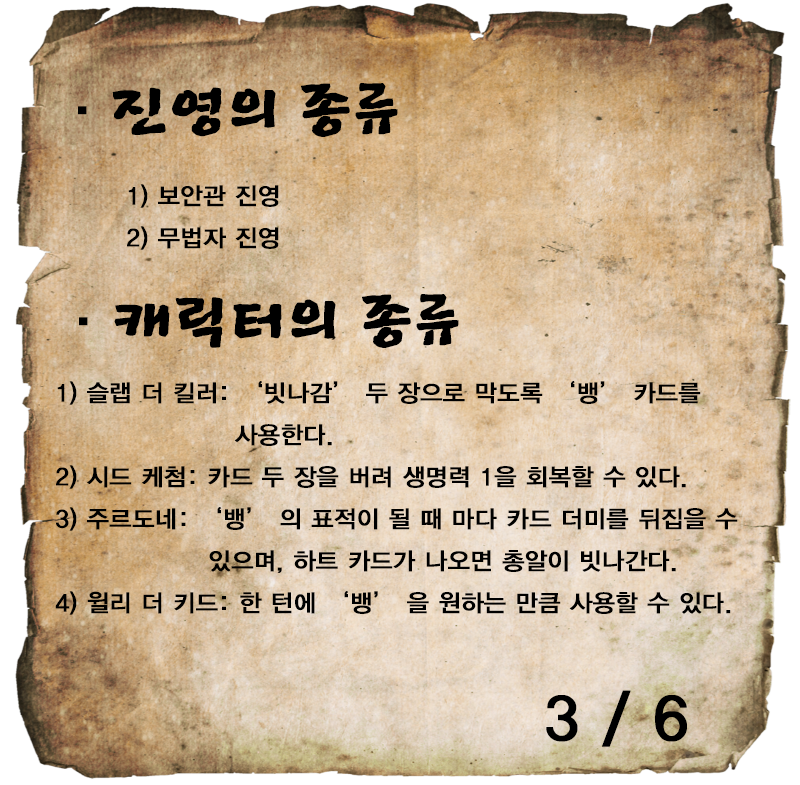 · 진영의 종류
1) 보안관 진영
2) 무법자 진영
· 캐릭터의 종류
1) 슬랩 더 킬러: ‘빗나감’ 두 장으로 막도록 ‘뱅’ 카드를
사용한다.
2) 시드 케첨: 카드 두 장을 버려 생명력 1을 회복할 수 있다.
3) 주르도네: ‘뱅’ 의 표적이 될 때 마다 카드 더미를 뒤집을 수
있으며, 하트 카드가 나오면 총알이 빗나간다.
4) 윌리 더 키드: 한 턴에 ‘뱅’ 을 원하는 만큼 사용할 수 있다.
3 / 6